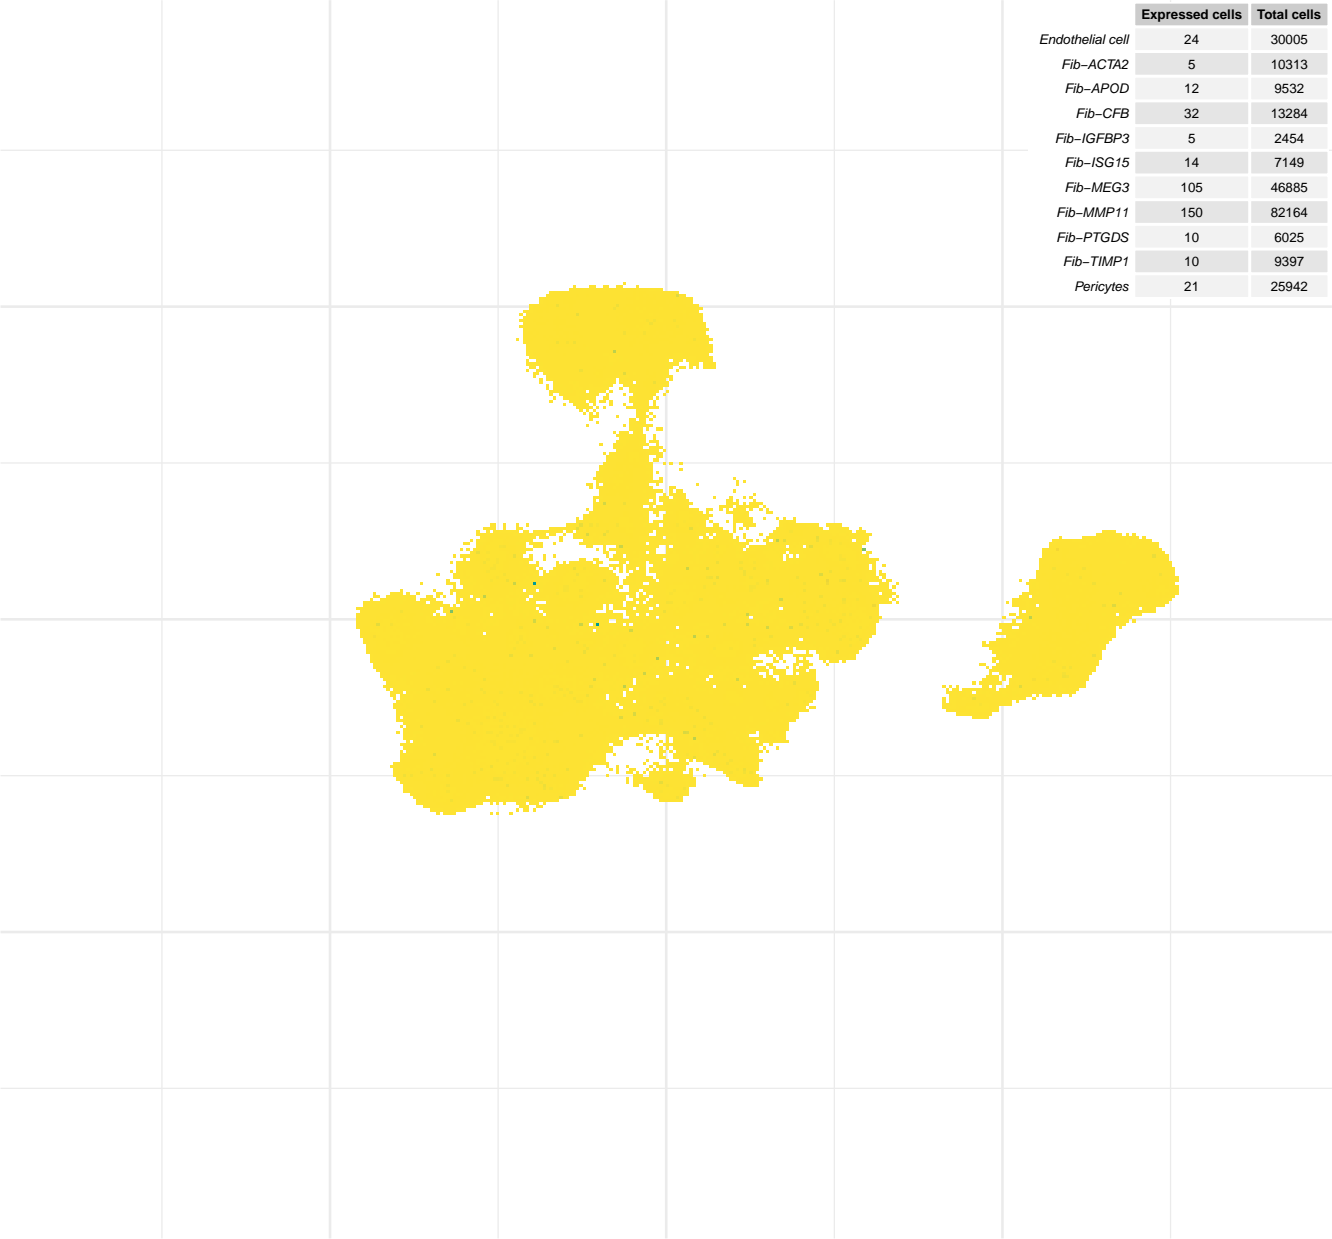 Expressed cells Total cells
Endothelial cell 24 30005
Fib−ACTA2 5 10313
Fib−APOD 12 9532
Fib−CFB 32 13284
Fib−IGFBP3 5 2454
Fib−ISG15 14 7149
Fib−MEG3 105 46885
Fib−MMP11 150 82164
Fib−PTGDS 10 6025
Fib−TIMP1 10 9397
Pericytes 21 25942